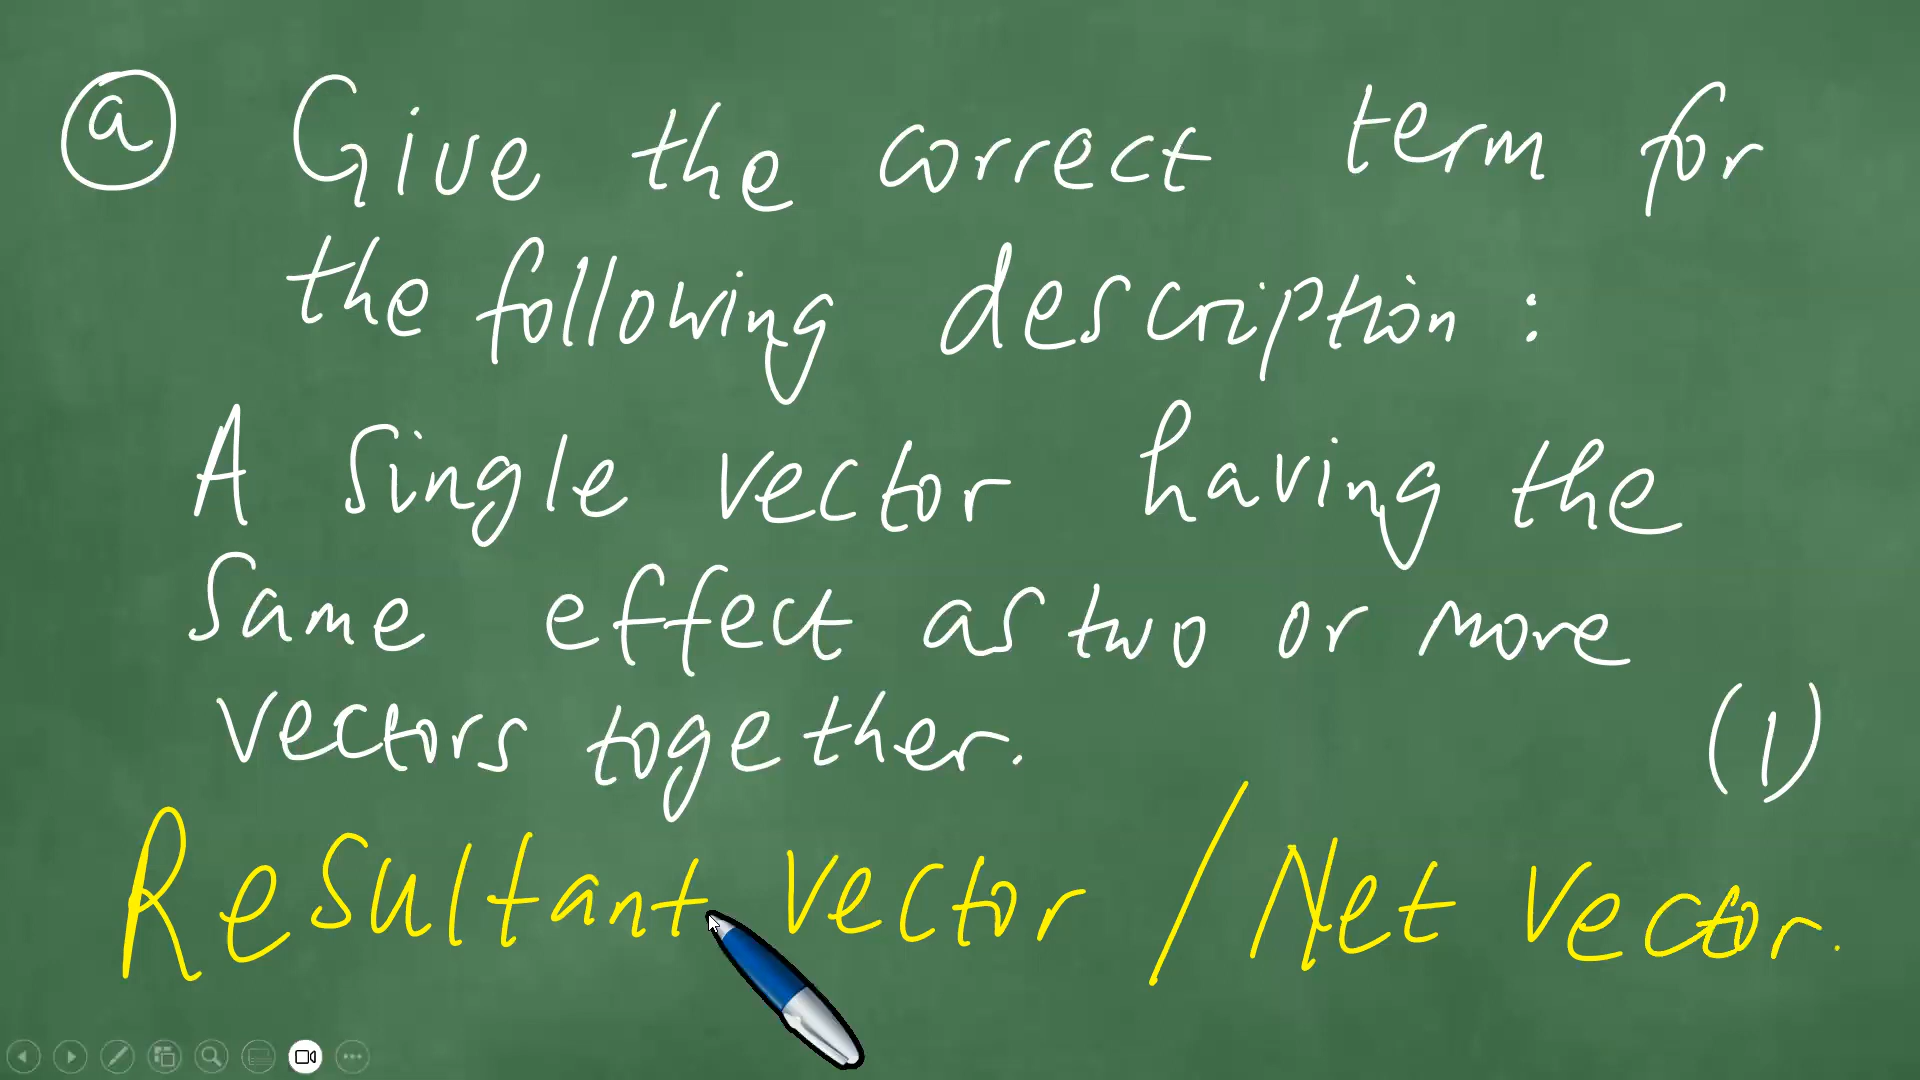 a Give the correct term for
the following description:
A single vector having the
same effect as two or more
vectors together. (1)
Resultant vector / Net vector.